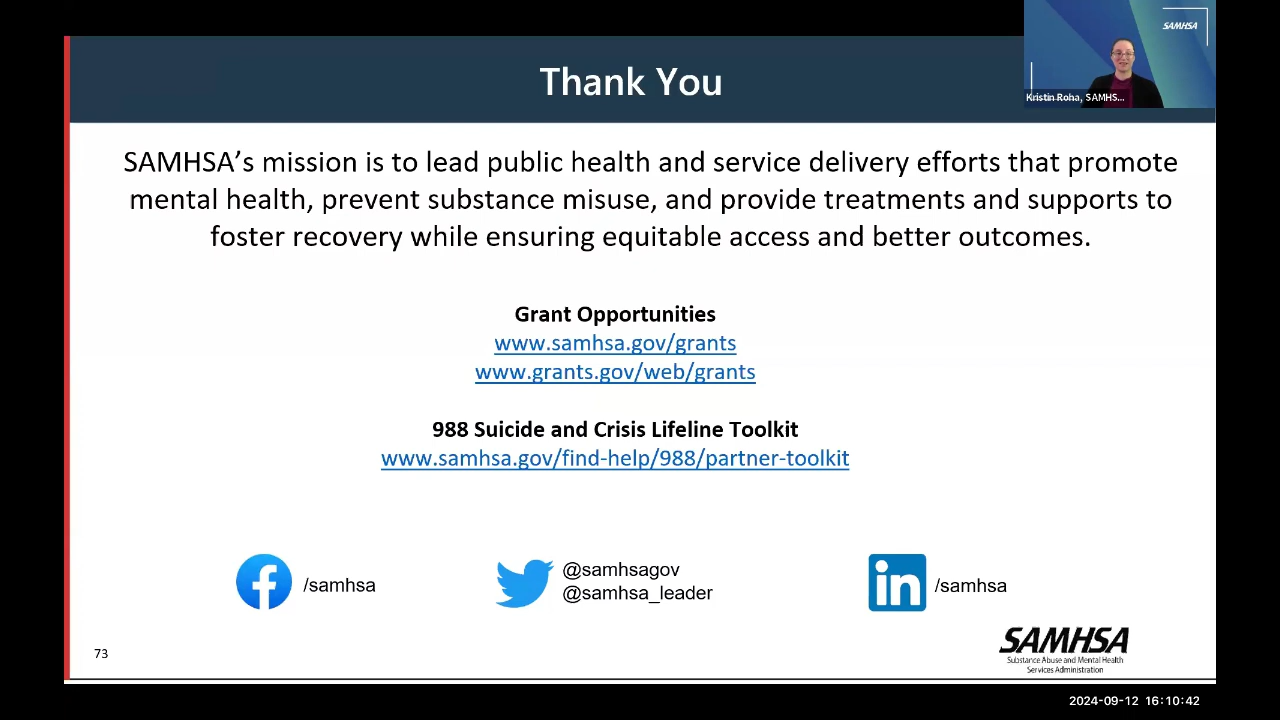 SAMHSA
Kristin Roha, SAMHS...
Thank You
SAMHSA’s mission is to lead public health and service delivery efforts that promote
mental health, prevent substance misuse, and provide treatments and supports to
foster recovery while ensuring equitable access and better outcomes.
Grant Opportunities
www.samhsa.gov/grants
www.grants.gov/web/grants
988 Suicide and Crisis Lifeline Toolkit
www.samhsa.gov/find-help/988/partner-toolkit
/samhsa
@samhsagov
@samhsa_leader
in
/samhsa
73
SAMHSA
Substance Abuse and Mental Health
Services Administration
2024-09-12 16:10:42